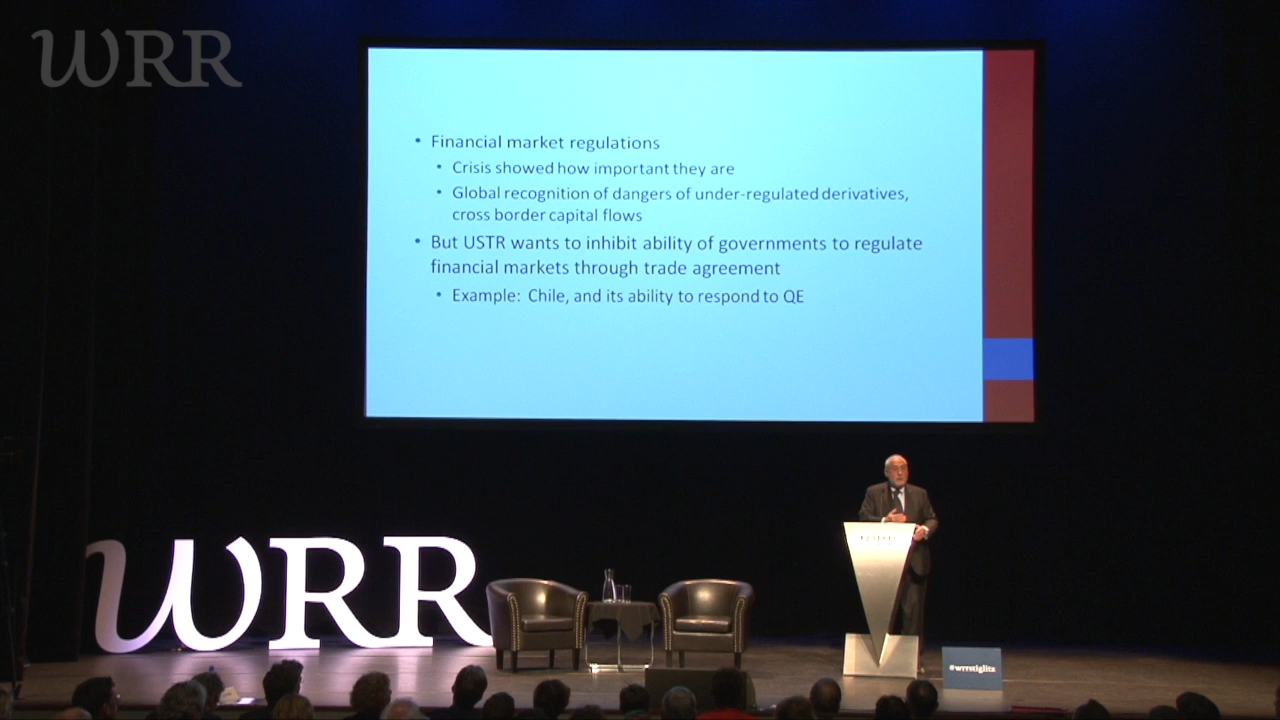 WRR
• Financial market regulations
• Crisis showed how important they are
• Global recognition of dangers of under-regulated derivatives,
cross border capital flows
• But USTR wants to inhibit ability of governments to regulate
financial markets through trade agreement
• Example: Chile, and its ability to respond to QE
WRR
#wrrstiglitz